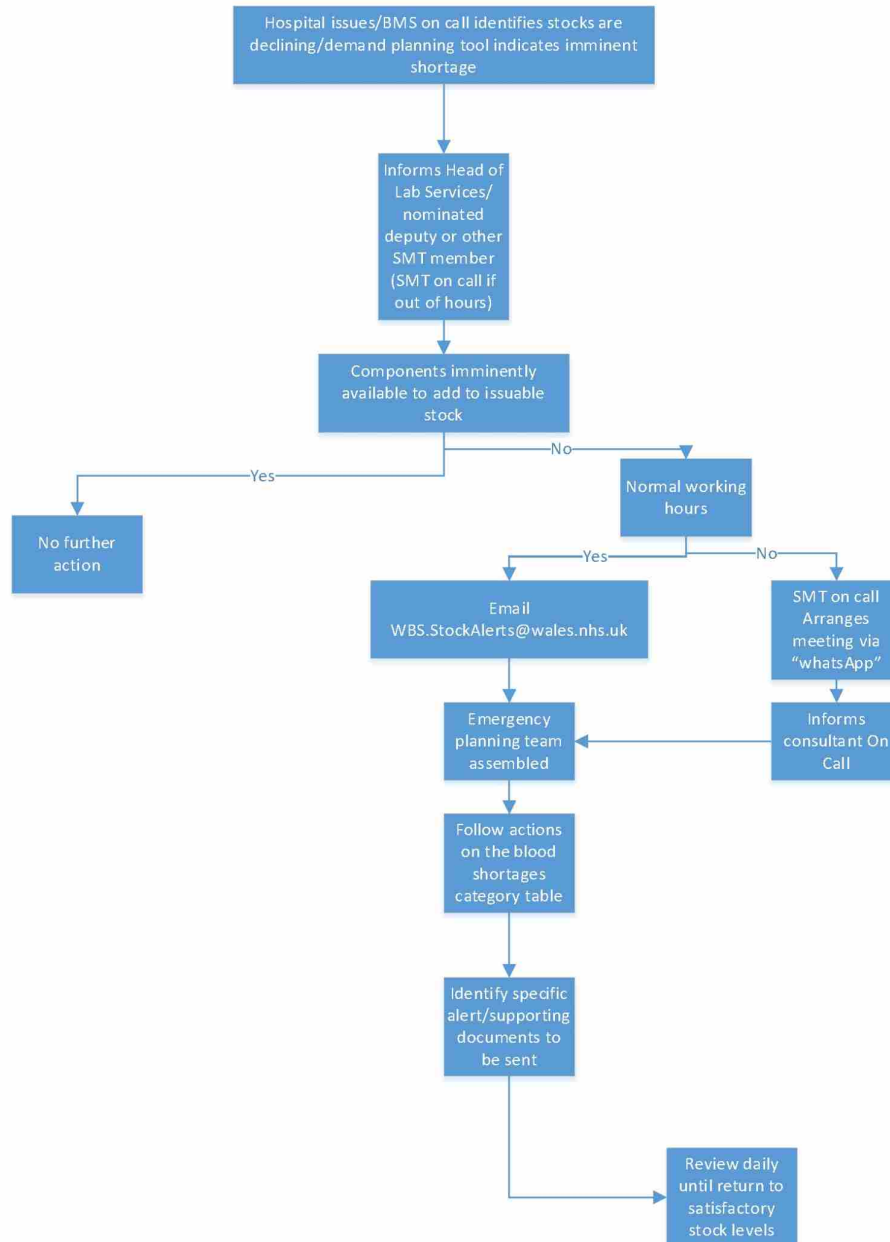 Hospital issues/BMS on call identifies stocks are
declining/demand planning tool indicates imminent
shortage
Informs Head of
Lab Services/
nominated
deputy or other
SMT member
(SMT on call if
out of hours)
Components imminently
available to add to issuable
stock
Yes
No
No further
action
Normal working
hours
Yes
No
Email
WBS.StockAlerts@wales.nhs.uk
SMT on call
Arranges
meeting via
“whatsApp”
Emergency
planning team
assembled
Informs
consultant On
Call
Follow actions
on the blood
shortages
category table
Identify specific
alert/supporting
documents to
be sent
Review daily
until return to
satisfactory
stock levels